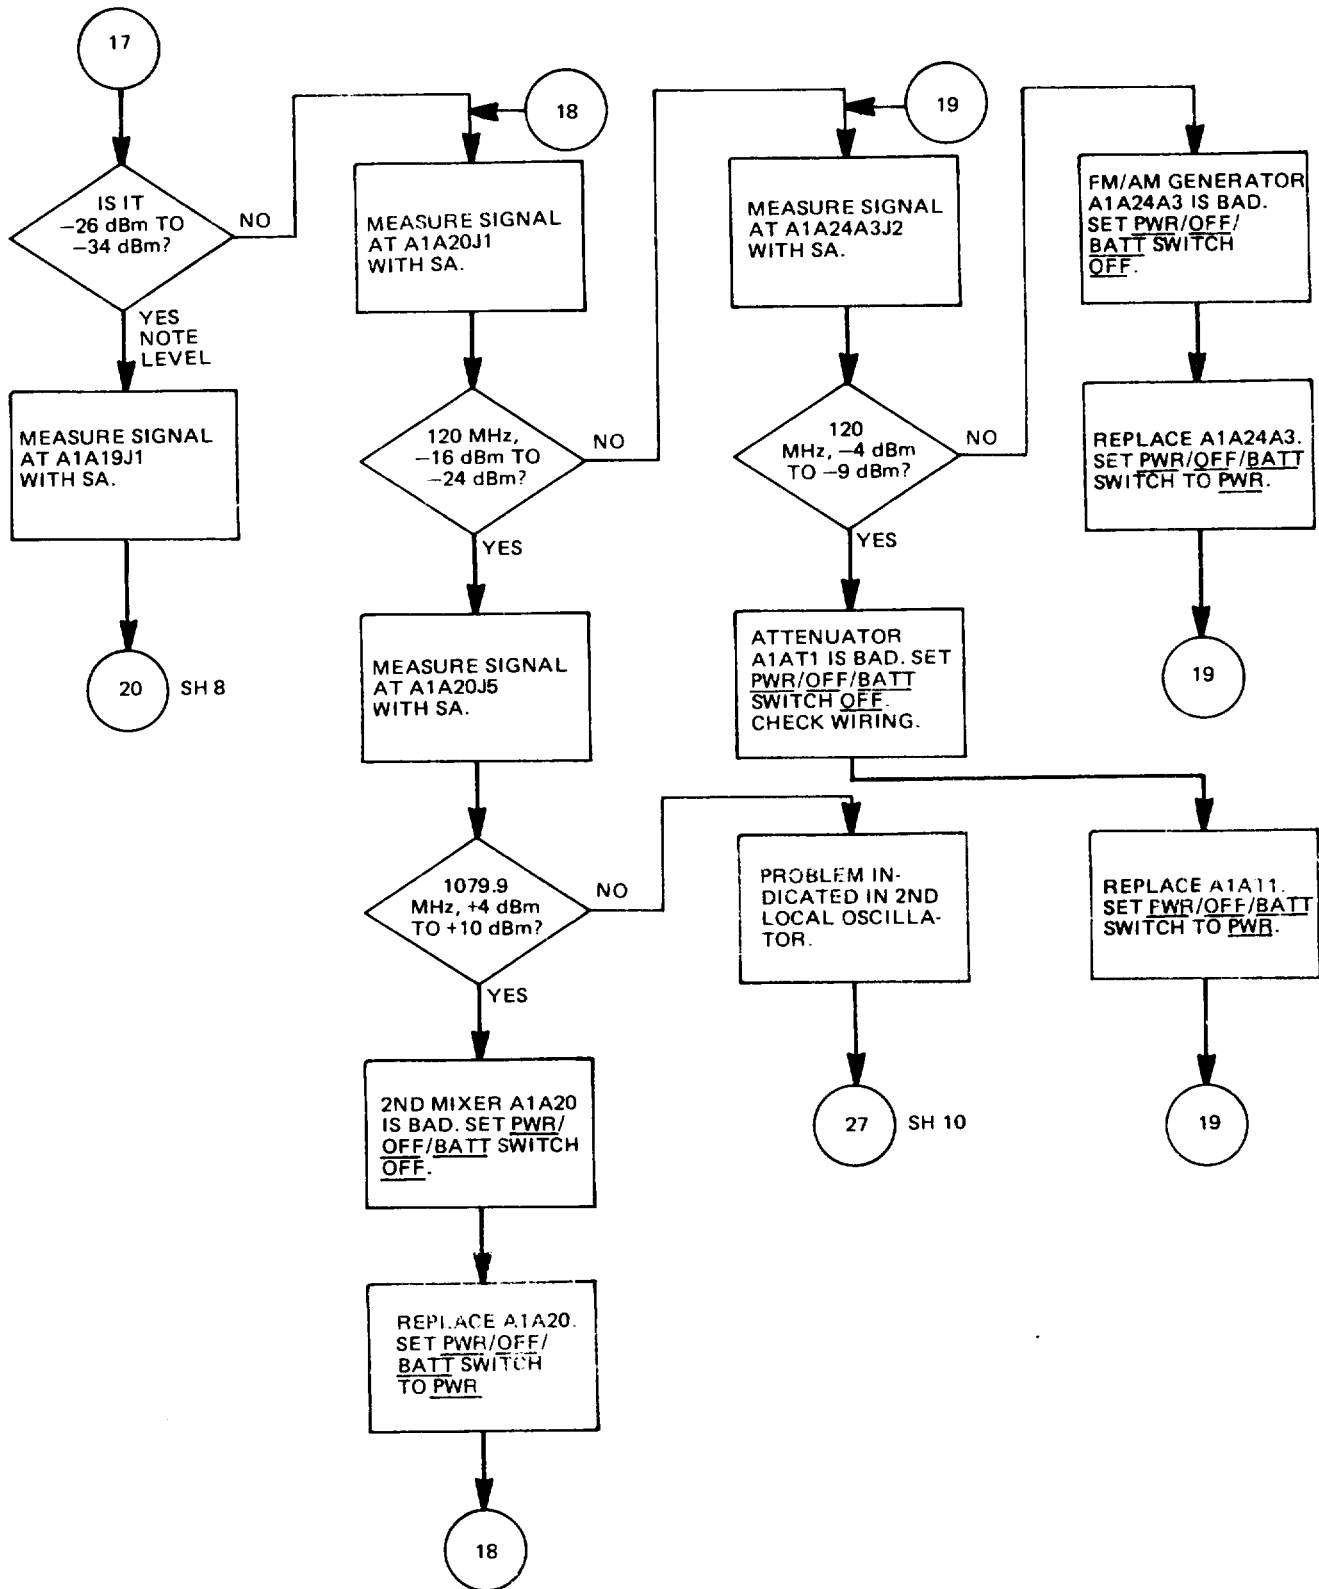 17
IS IT
−26 dBm TO
−34 dBm?
NO
YES
NOTE
LEVEL
MEASURE SIGNAL
AT A1A19J1
WITH SA.
20
SH 8
18
MEASURE SIGNAL
AT A1A20J1
WITH SA.
120 MHz,
−16 dBm TO
−24 dBm?
NO
YES
MEASURE SIGNAL
AT A1A20J5
WITH SA.
1079.9
MHz, +4 dBm
TO +10 dBm?
NO
YES
2ND MIXER A1A20
IS BAD. SET PWR/
OFF/BATT SWITCH
OFF.
REPLACE A1A20.
SET PWR/OFF/
BATT SWITCH
TO PWR
18
19
MEASURE SIGNAL
AT A1A24A3J2
WITH SA.
120
MHz, −4 dBm
TO −9 dBm?
NO
YES
ATTENUATOR
A1AT1 IS BAD. SET
PWR/OFF/BATT
SWITCH OFF.
CHECK WIRING.
PROBLEM IN-
DICATED IN 2ND
LOCAL OSCILLA-
TOR.
27
SH 10
FM/AM GENERATOR
A1A24A3 IS BAD.
SET PWR/OFF/
BATT SWITCH
OFF.
REPLACE A1A24A3.
SET PWR/OFF/BATT
SWITCH TO PWR.
19
REPLACE A1AT1.
SET PWR/OFF/BATT
SWITCH TO PWR.
19